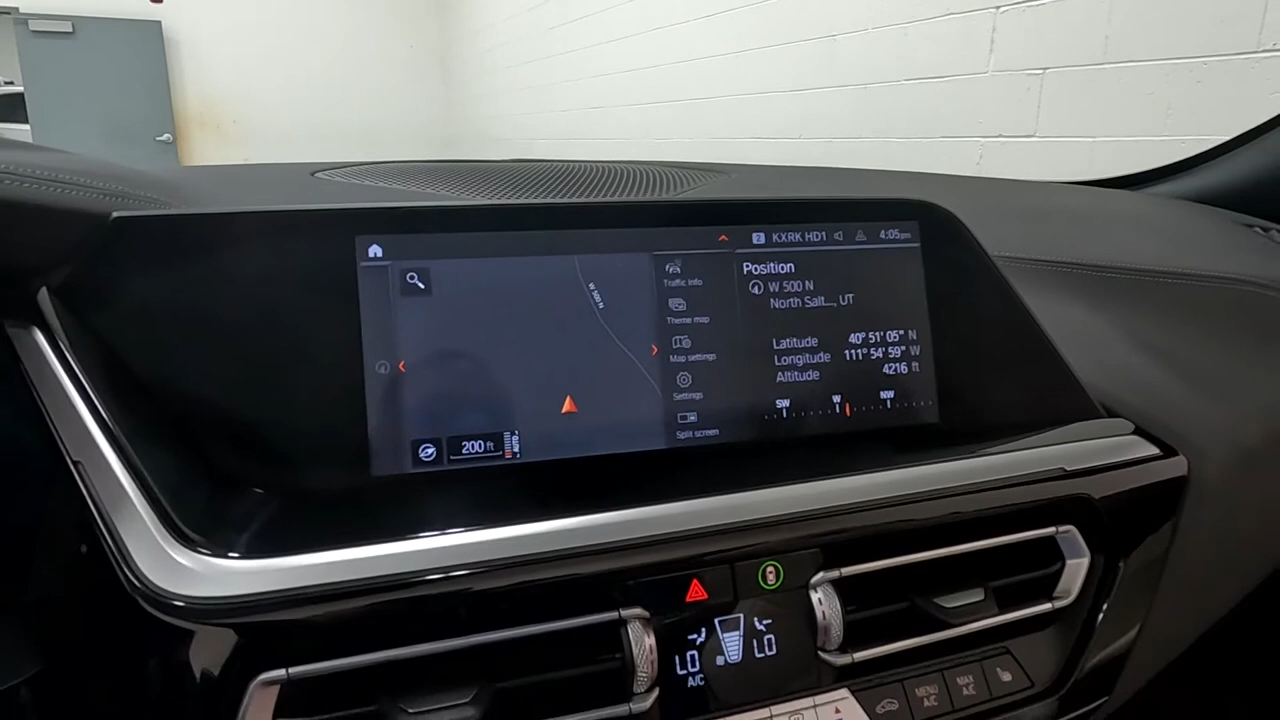 2 KXRK HD1 4:05pm
W 500 N
200 ft
Traffic Info
Theme map
Map settings
Settings
Split screen
Position
W 500 N
North Salt..., UT
Latitude 40° 51' 05" N
Longitude 111° 54' 59" W
Altitude 4216 ft
SW W NW
LO LO
A/C
MENU
A/C
MAX
A/C